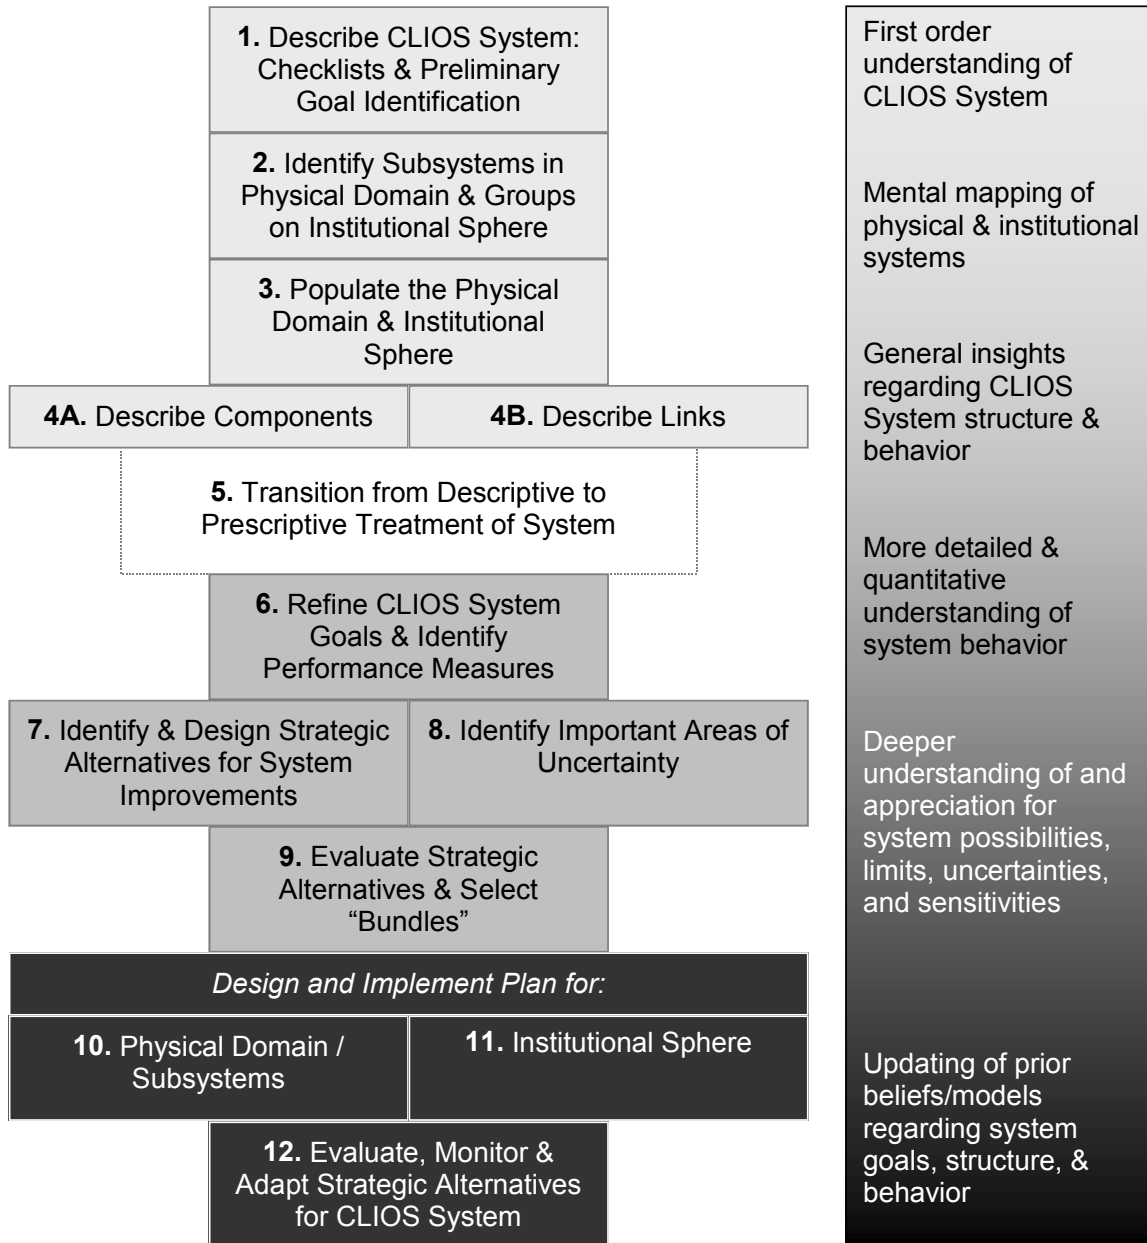 1. Describe CLIOS System:
Checklists & Preliminary
Goal Identification
2. Identify Subsystems in
Physical Domain & Groups
on Institutional Sphere
3. Populate the Physical
Domain & Institutional
Sphere
4A. Describe Components
4B. Describe Links
5. Transition from Descriptive to
Prescriptive Treatment of System
6. Refine CLIOS System
Goals & Identify
Performance Measures
7. Identify & Design Strategic
Alternatives for System
Improvements
8. Identify Important Areas of
Uncertainty
9. Evaluate Strategic
Alternatives & Select
“Bundles”
Design and Implement Plan for:
10. Physical Domain /
Subsystems
11. Institutional Sphere
12. Evaluate, Monitor &
Adapt Strategic Alternatives
for CLIOS System
First order
understanding of
CLIOS System
Mental mapping of
physical & institutional
systems
General insights
regarding CLIOS
System structure &
behavior
More detailed &
quantitative
understanding of
system behavior
Deeper
understanding of and
appreciation for
system possibilities,
limits, uncertainties,
and sensitivities
Updating of prior
beliefs/models
regarding system
goals, structure, &
behavior